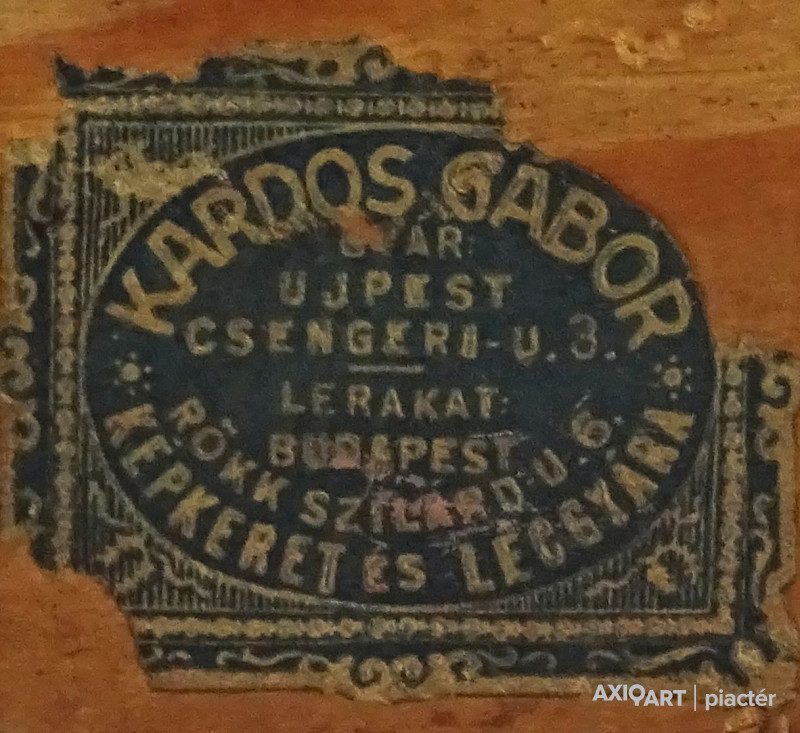 KARDOS GÁBOR
GYÁR:
UJPEST
CSENGERI-U. 3.
LERAKAT:
BUDAPEST
RÖKK SZILÁRD-U. 6.
KÉPKERET ÉS LÉCGYÁRA
AXIOART | piactér